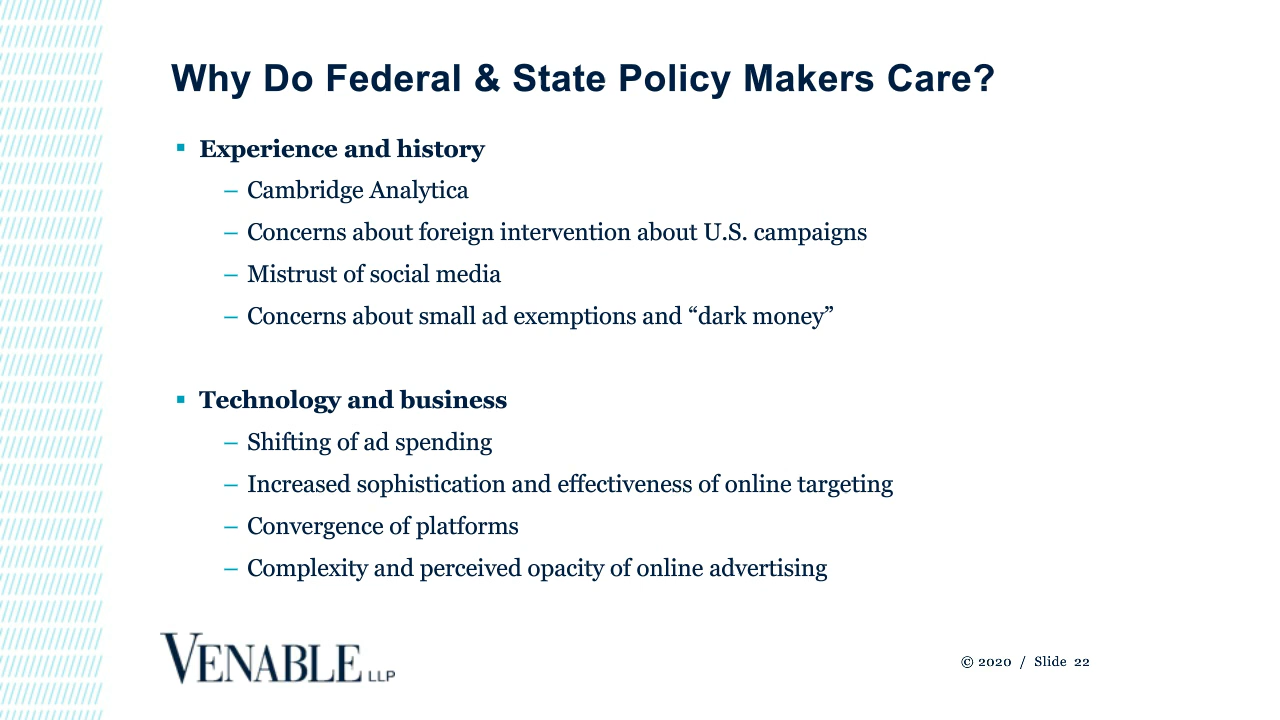 Why Do Federal & State Policy Makers Care?
▪ Experience and history
– Cambridge Analytica
– Concerns about foreign intervention about U.S. campaigns
– Mistrust of social media
– Concerns about small ad exemptions and “dark money”
▪ Technology and business
– Shifting of ad spending
– Increased sophistication and effectiveness of online targeting
– Convergence of platforms
– Complexity and perceived opacity of online advertising
VENABLE LLP
© 2020 / Slide 22